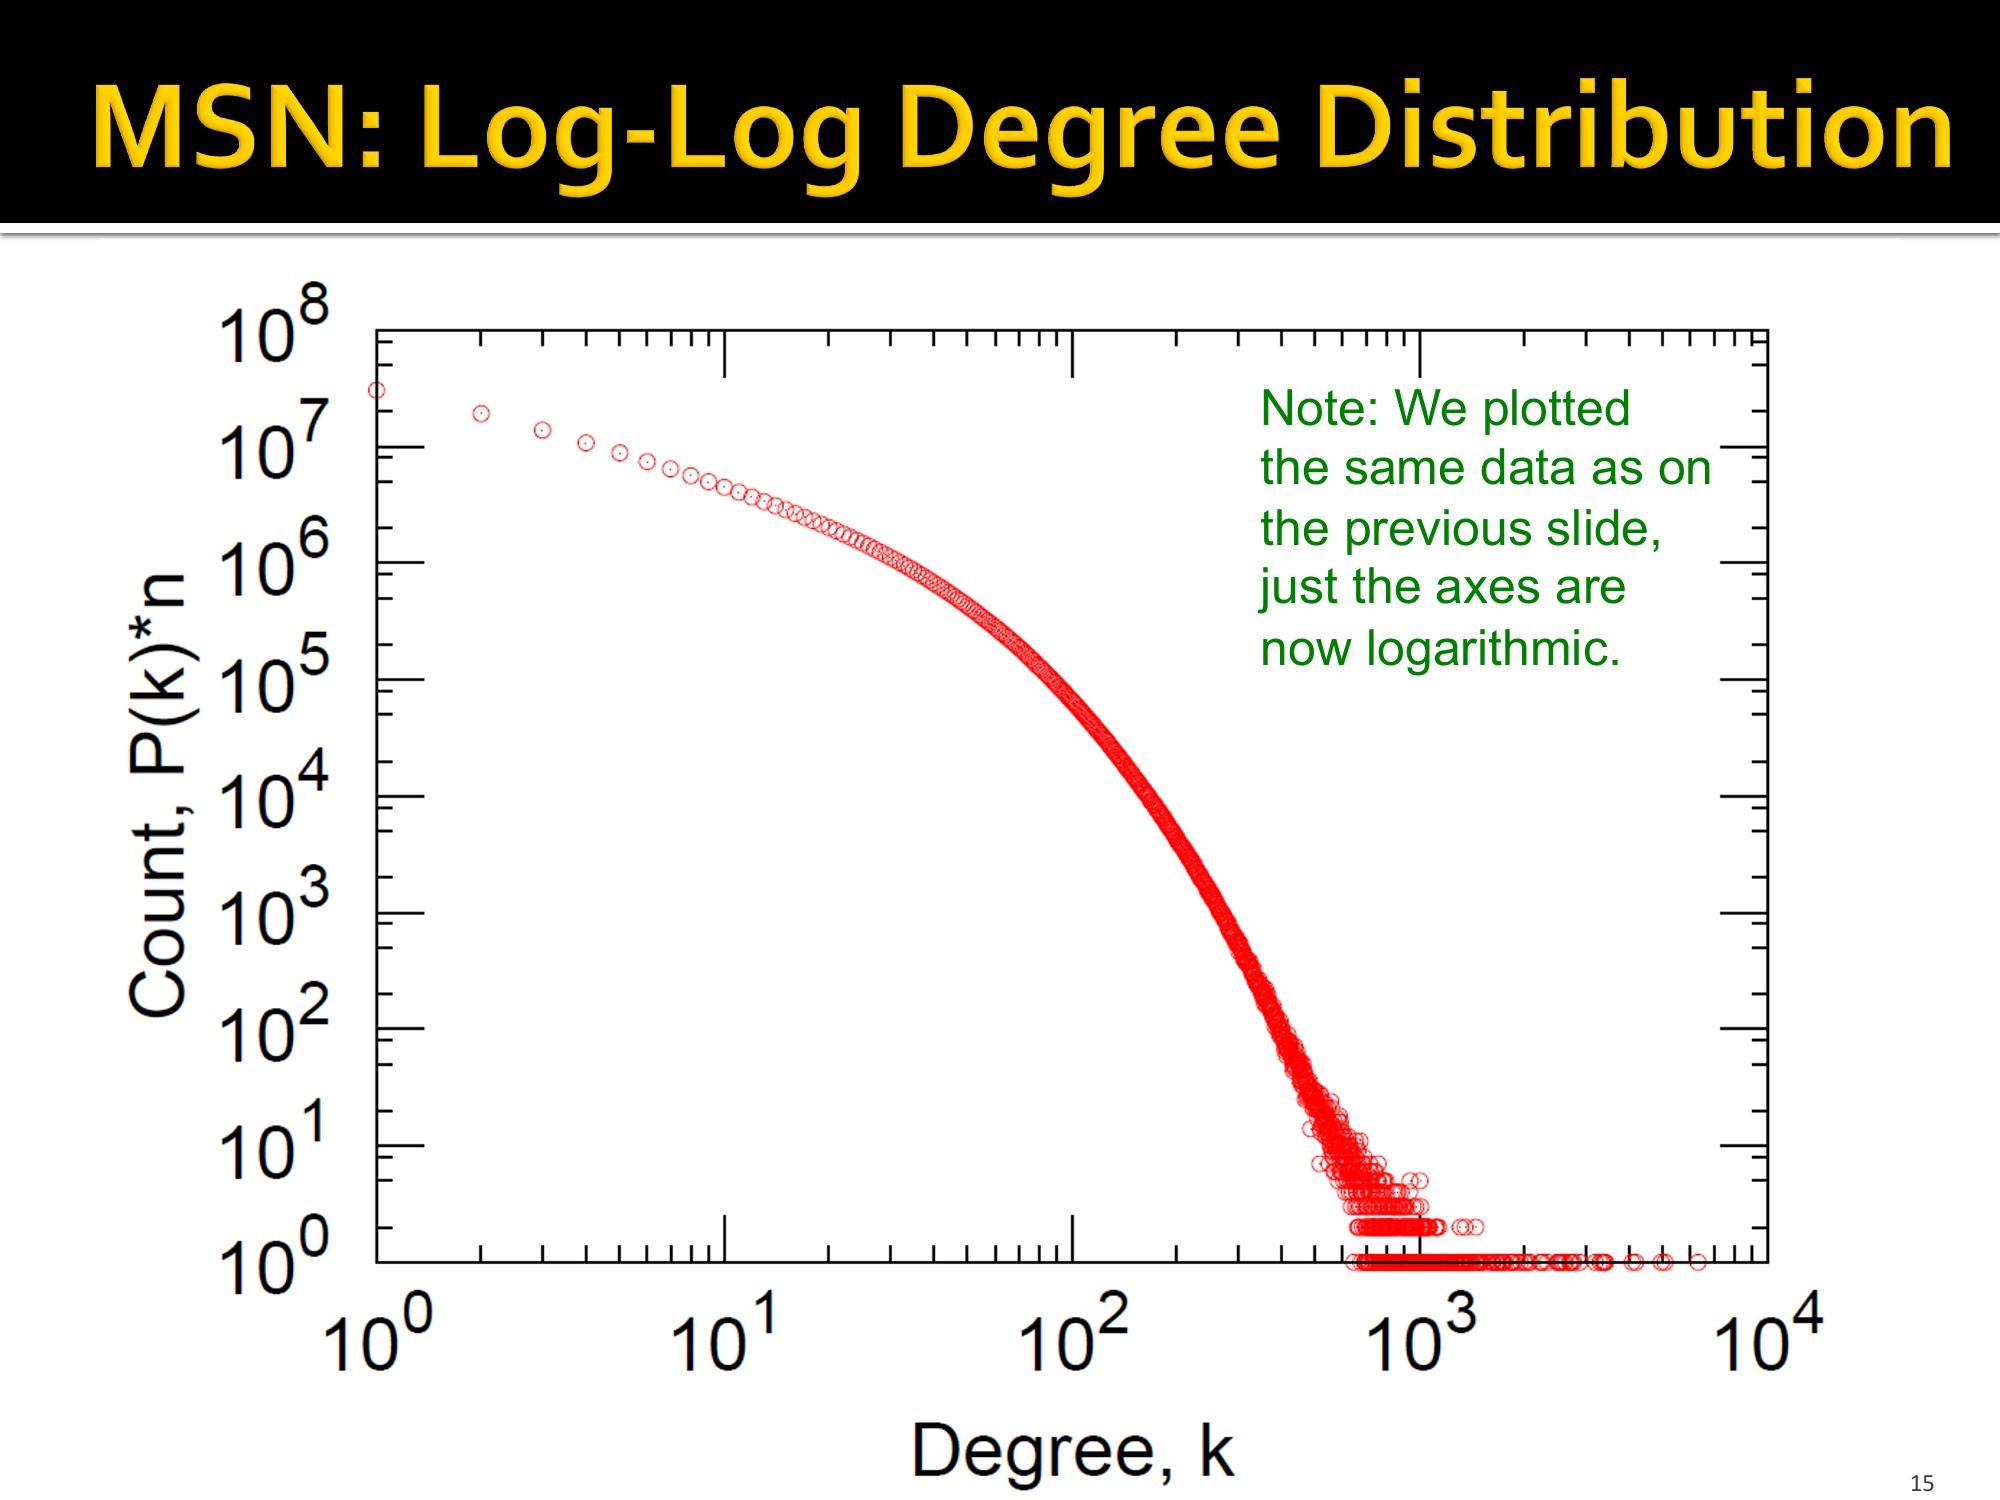 MSN: Log-Log Degree Distribution
10^8
10^7
10^6
10^5
10^4
10^3
10^2
10^1
10^0
Count, P(k)*n
Note: We plotted
the same data as on
the previous slide,
just the axes are
now logarithmic.
10^0 10^1 10^2 10^3 10^4
Degree, k
15